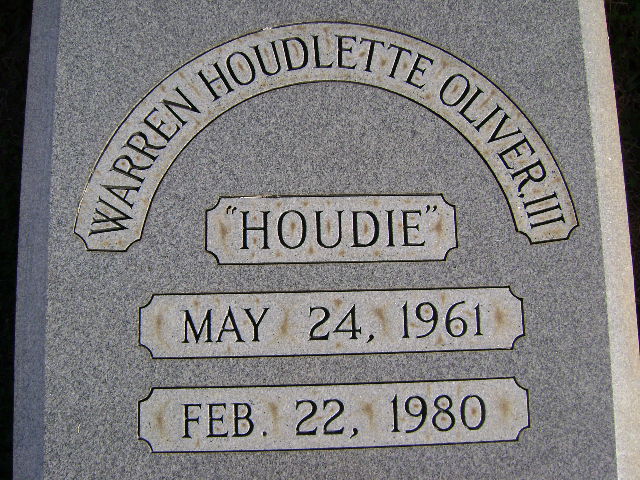 WARREN HOUDLETTE OLIVER, III
"HOUDIE"
MAY 24, 1961
FEB. 22, 1980